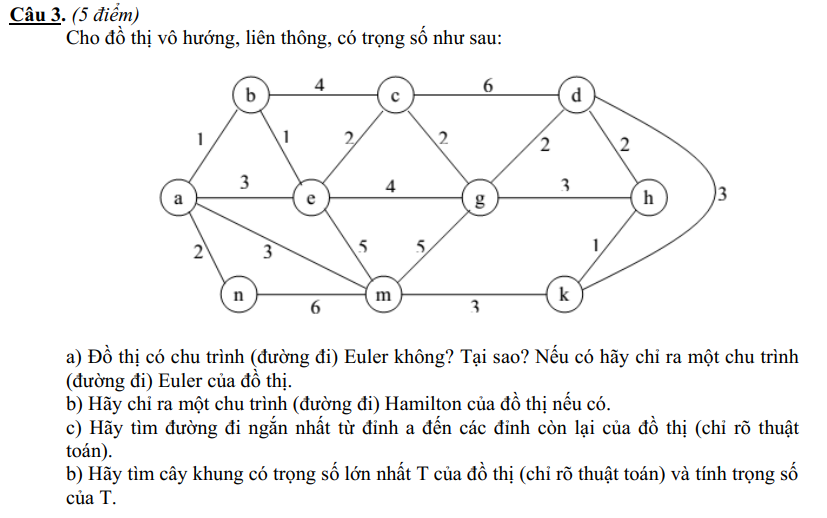 Câu 3. (5 điểm)
Cho đồ thị vô hướng, liên thông, có trọng số như sau:
4 6
b c d
1 1 2 2 2 2
3 4 3 3
a e g h
2 3 5 5 1
n m k
6 3
a) Đồ thị có chu trình (đường đi) Euler không? Tại sao? Nếu có hãy chỉ ra một chu trình
(đường đi) Euler của đồ thị.
b) Hãy chỉ ra một chu trình (đường đi) Hamilton của đồ thị nếu có.
c) Hãy tìm đường đi ngắn nhất từ đỉnh a đến các đỉnh còn lại của đồ thị (chỉ rõ thuật
toán).
b) Hãy tìm cây khung có trọng số lớn nhất T của đồ thị (chỉ rõ thuật toán) và tính trọng số
của T.